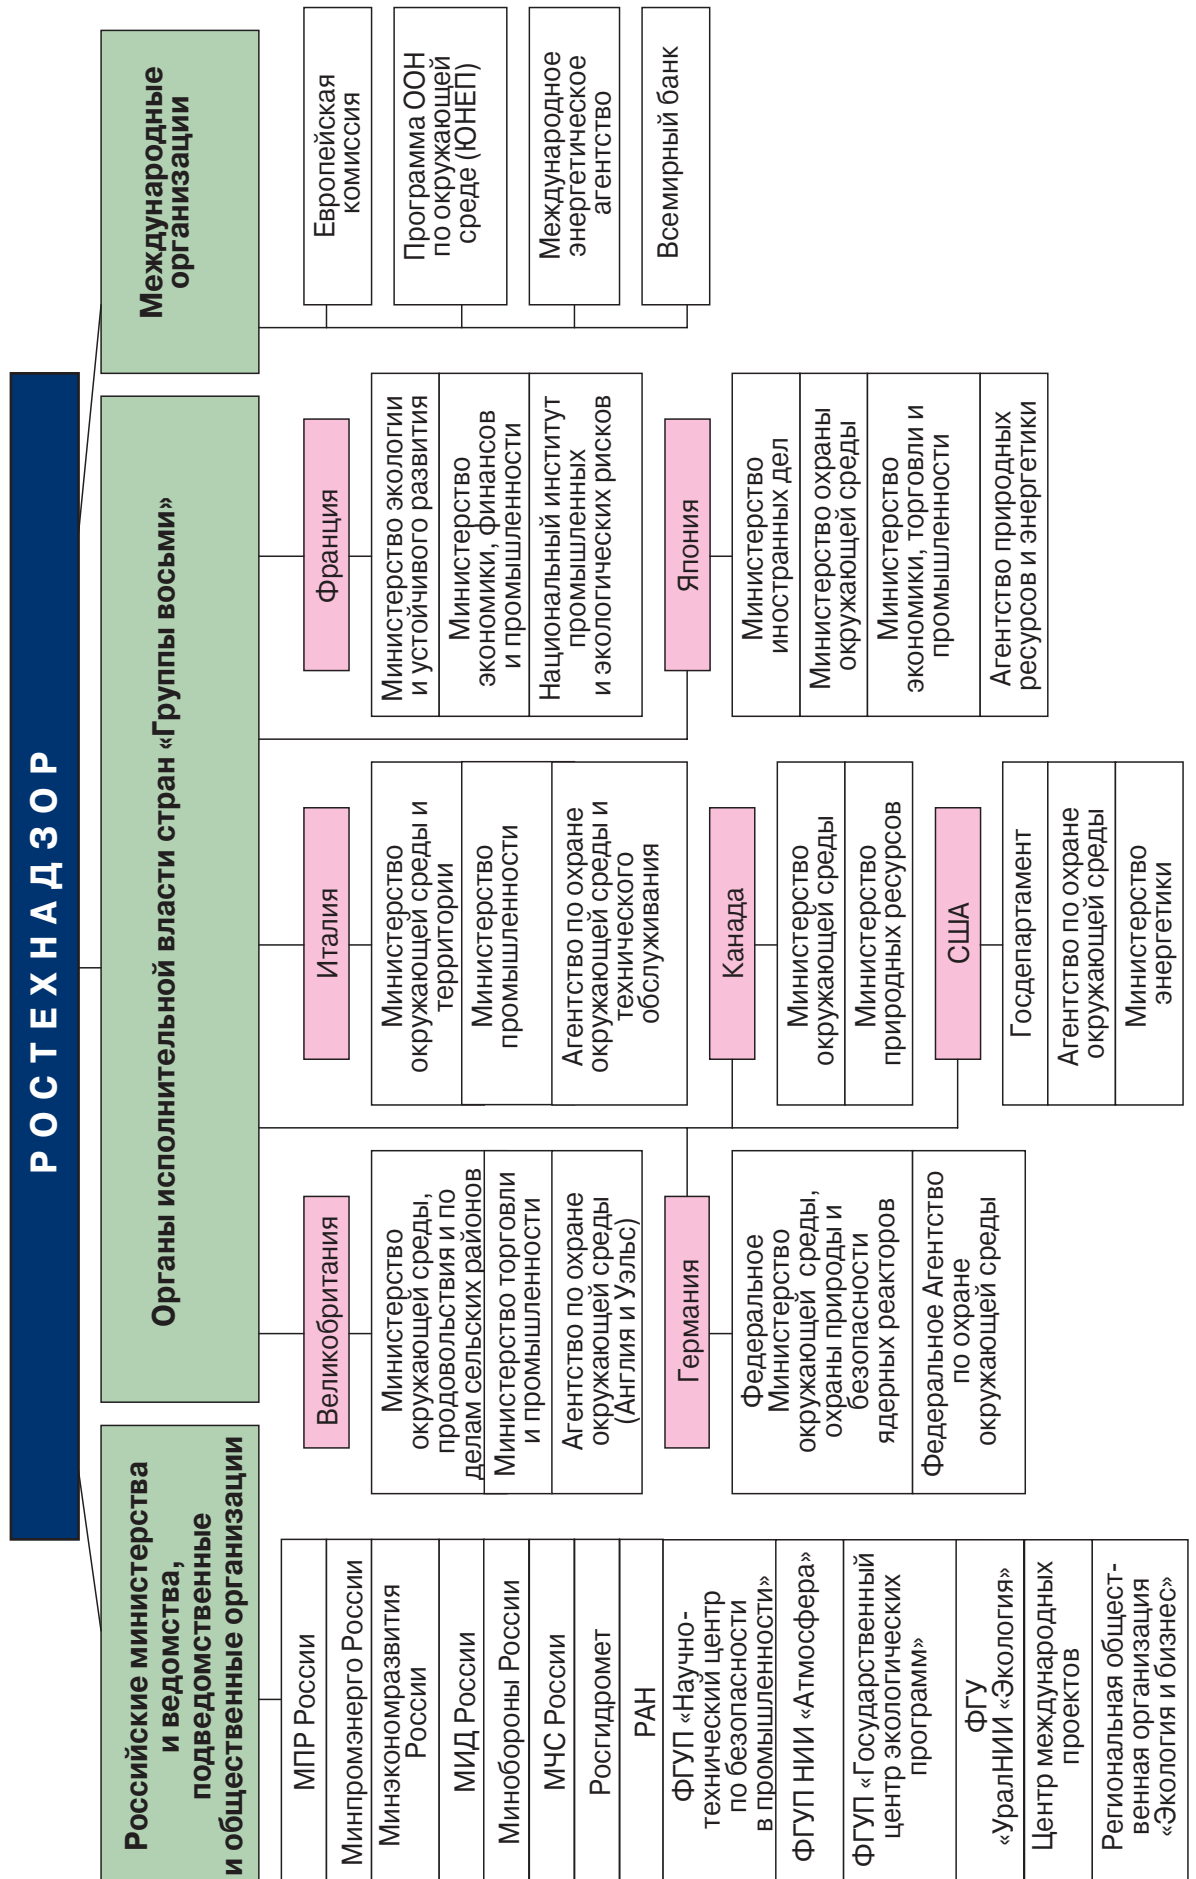 РОСТЕХНАДЗОР
Российские министерства
и ведомства,
подведомственные
и общественные организации
МПР России
Минпромэнерго России
Минэкономразвития
России
МИД России
Минобороны России
МЧС России
Росгидромет
РАН
ФГУП «Научно-
технический центр
по безопасности
в промышленности»
ФГУП НИИ «Атмосфера»
ФГУП «Государственный
центр экологических
программ»
ФГУ
«УралНИИ «Экология»
Центр международных
проектов
Региональная общест-
венная организация
«Экология и бизнес»
Органы исполнительной власти стран «Группы восьми»
Великобритания
Министерство
окружающей среды,
продовольствия и по
делам сельских районов
Министерство торговли
и промышленности
Агентство по охране
окружающей среды
(Англия и Уэльс)
Германия
Федеральное
Министерство
окружающей среды,
охраны природы и
безопасности
ядерных реакторов
Федеральное Агентство
по охране
окружающей среды
Италия
Министерство
окружающей среды и
территории
Министерство
промышленности
Агентство по охране
окружающей среды и
технического
обслуживания
Канада
Министерство
окружающей среды
Министерство
природных ресурсов
США
Госдепартамент
Агентство по охране
окружающей среды
Министерство
энергетики
Франция
Министерство экологии
и устойчивого развития
Министерство
экономики, финансов
и промышленности
Национальный институт
промышленных
и экологических рисков
Япония
Министерство
иностранных дел
Министерство охраны
окружающей среды
Министерство
экономики, торговли и
промышленности
Агентство природных
ресурсов и энергетики
Международные
организации
Европейская
комиссия
Программа ООН
по окружающей
среде (ЮНЕП)
Международное
энергетическое
агентство
Всемирный банк